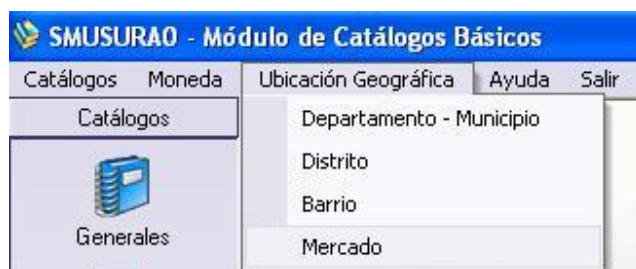 SMUSURA0 - Módulo de Catálogos Básicos
Catálogos Moneda Ubicación Geográfica Ayuda Salir
Catálogos
Generales
Departamento - Municipio
Distrito
Barrio
Mercado